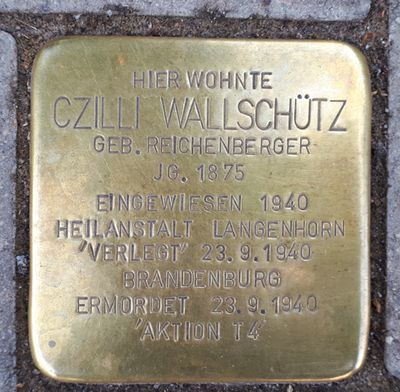 HIER WOHNTE
CZILLI WALLSCHÜTZ
GEB. REICHENBERGER
JG. 1875
EINGEWIESEN 1940
HEILANSTALT LANGENHORN
'VERLEGT' 23.9.1940
BRANDENBURG
ERMORDET 23.9.1940
'AKTION T4'